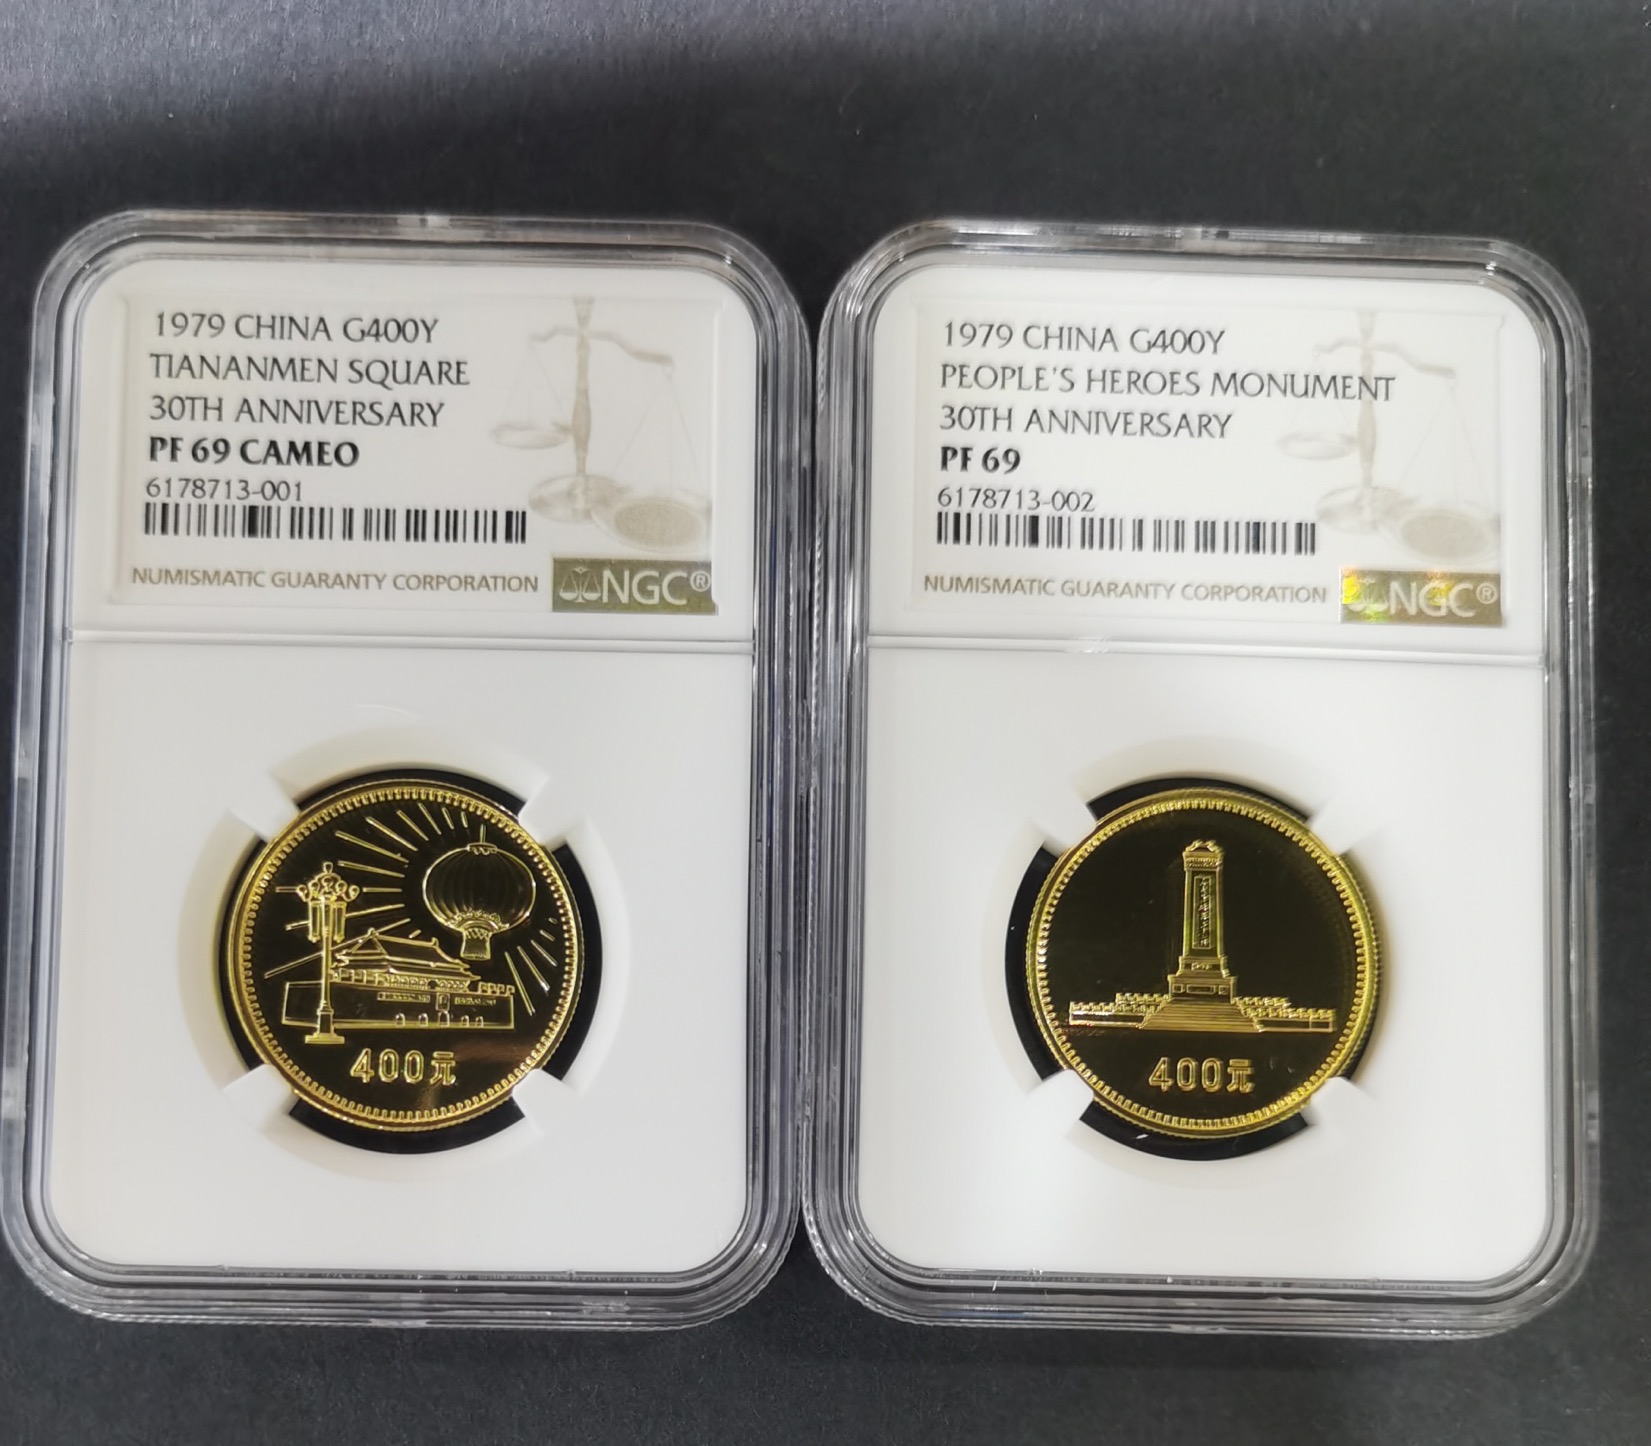 1979 CHINA G400Y
TIANANMEN SQUARE
30TH ANNIVERSARY
PF 69 CAMEO
6178713-001
NUMISMATIC GUARANTY CORPORATION
NGC®
400元
1979 CHINA G400Y
PEOPLE'S HEROES MONUMENT
30TH ANNIVERSARY
PF 69
6178713-002
NUMISMATIC GUARANTY CORPORATION
NGC®
400元